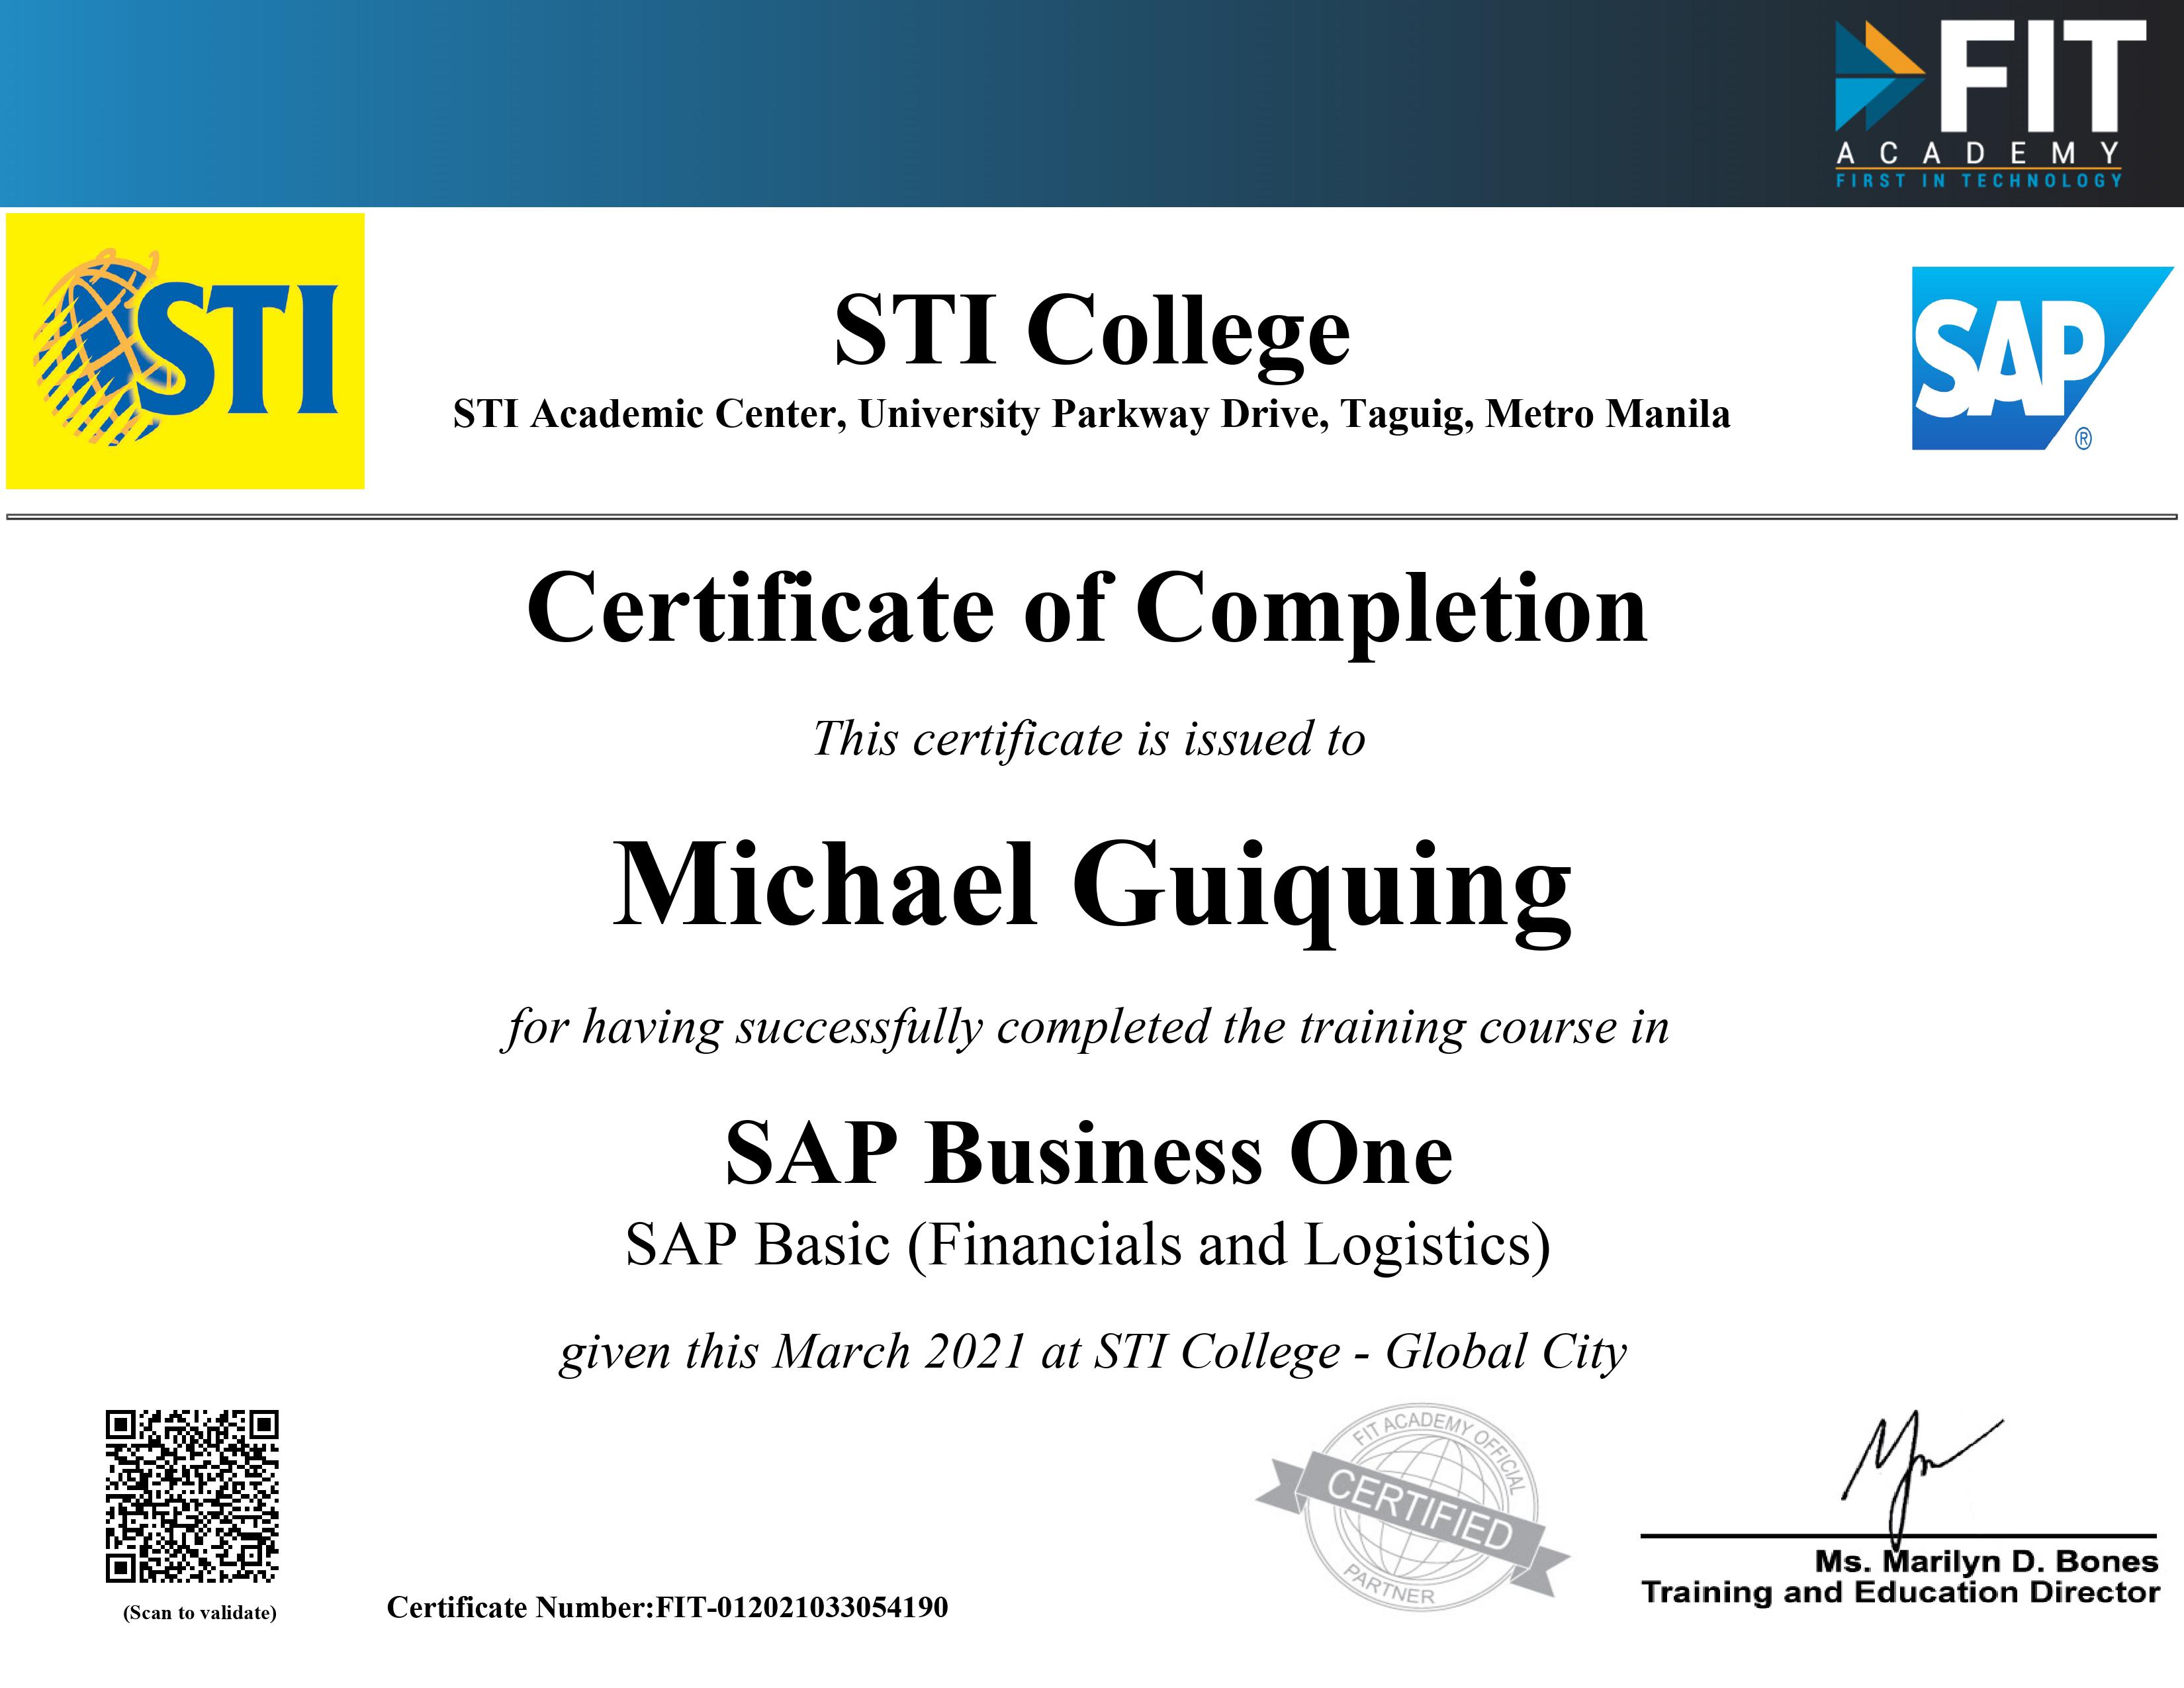 FIT
ACADEMY
FIRST IN TECHNOLOGY
STI
STI College
STI Academic Center, University Parkway Drive, Taguig, Metro Manila
SAP
®
Certificate of Completion
This certificate is issued to
Michael Guiquing
for having successfully completed the training course in
SAP Business One
SAP Basic (Financials and Logistics)
given this March 2021 at STI College - Global City
FIT ACADEMY OFFICIAL
CERTIFIED
PARTNER
Ms. Marilyn D. Bones
Training and Education Director
(Scan to validate)
Certificate Number:FIT-012021033054190